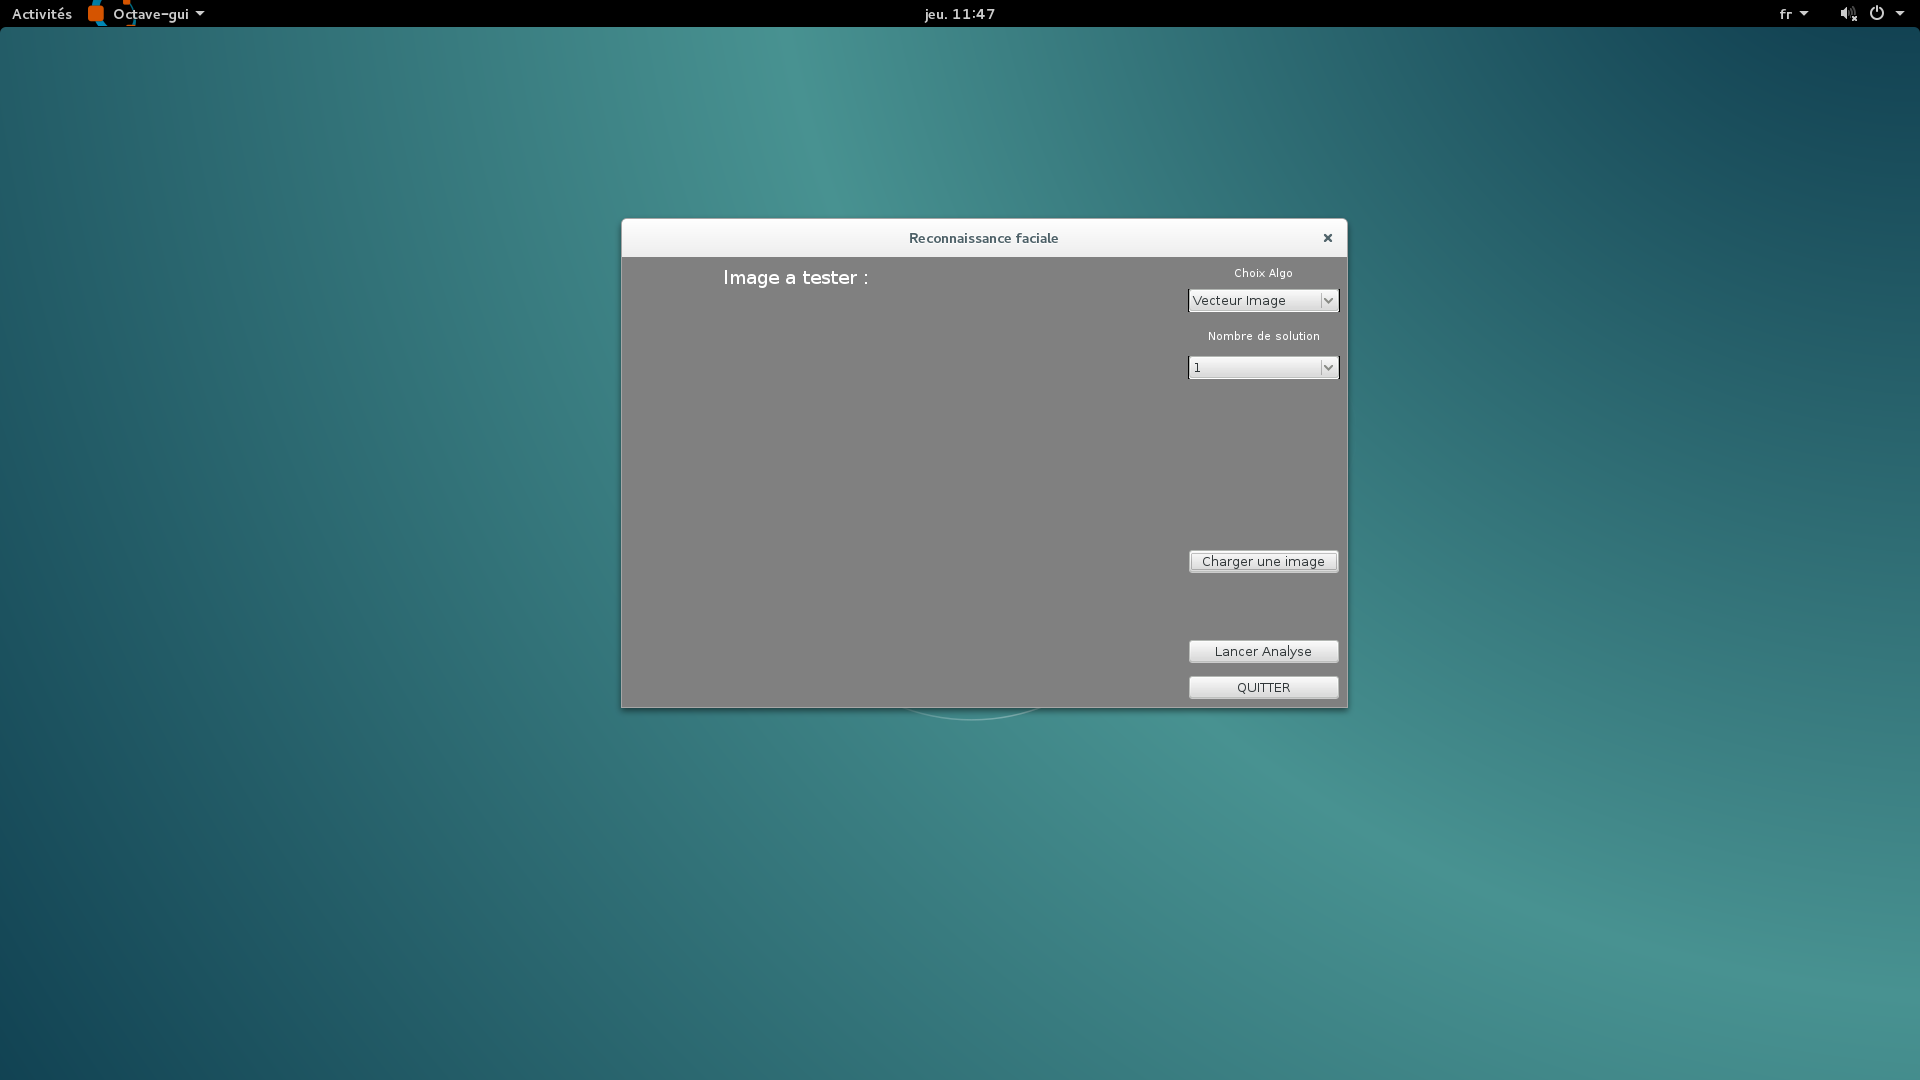 Activités Octave-gui jeu. 11:47 fr
Reconnaissance faciale
Image a tester :
Choix Algo
Vecteur Image
Nombre de solution
1
Charger une image
Lancer Analyse
QUITTER